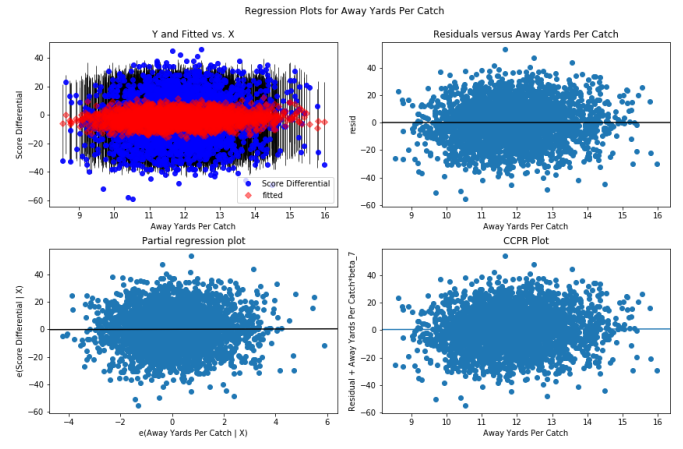 Regression Plots for Away Yards Per Catch
Y and Fitted vs. X
40
20
0
−20
−40
−60
Score Differential
Score Differential
fitted
9 10 11 12 13 14 15 16
Away Yards Per Catch
Residuals versus Away Yards Per Catch
60
40
20
0
−20
−40
−60
resid
9 10 11 12 13 14 15 16
Away Yards Per Catch
Partial regression plot
40
20
0
−20
−40
−60
e(Score Differential | X)
−4 −2 0 2 4 6
e(Away Yards Per Catch | X)
CCPR Plot
60
40
20
0
−20
−40
−60
Residual + Away Yards Per Catch*beta_7
9 10 11 12 13 14 15 16
Away Yards Per Catch